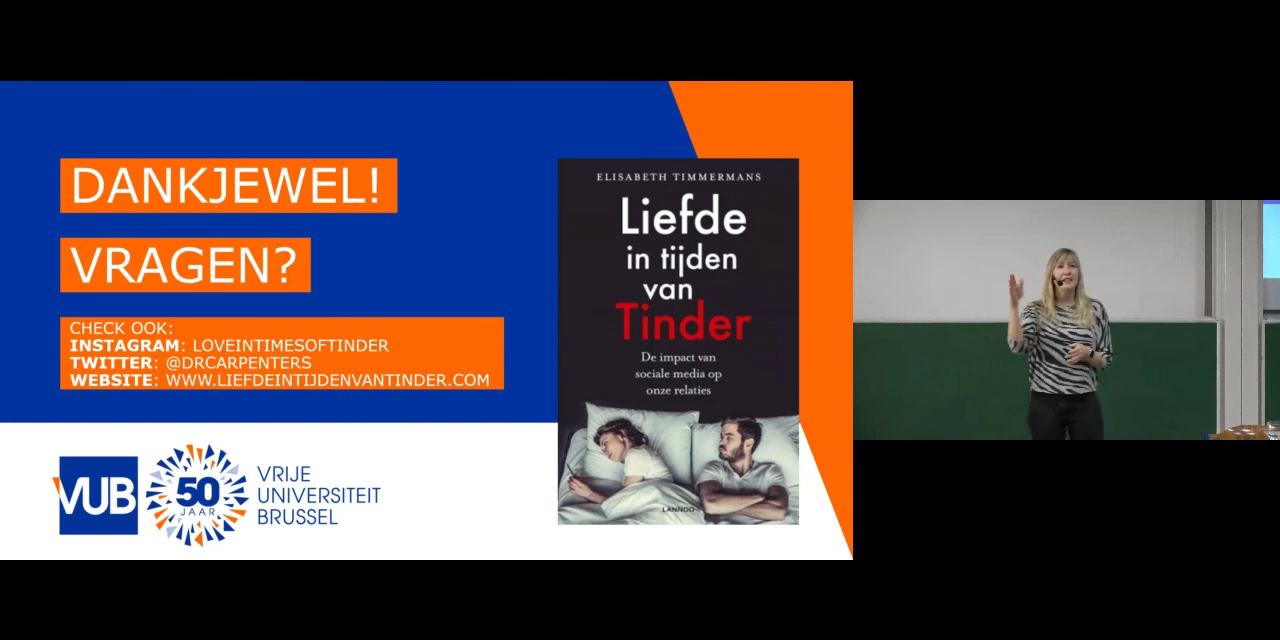 DANKJEWEL!
VRAGEN?
CHECK OOK:
INSTAGRAM: LOVEINTIMESOFTINDER
TWITTER: @DRCARPENTERS
WEBSITE: WWW.LIEFDEINTIJDENVANTINDER.COM
VUB
50
JAAR
VRIJE
UNIVERSITEIT
BRUSSEL
ELISABETH TIMMERMANS
Liefde
in tijden
van
Tinder
De impact van
sociale media op
onze relaties
LANNOO